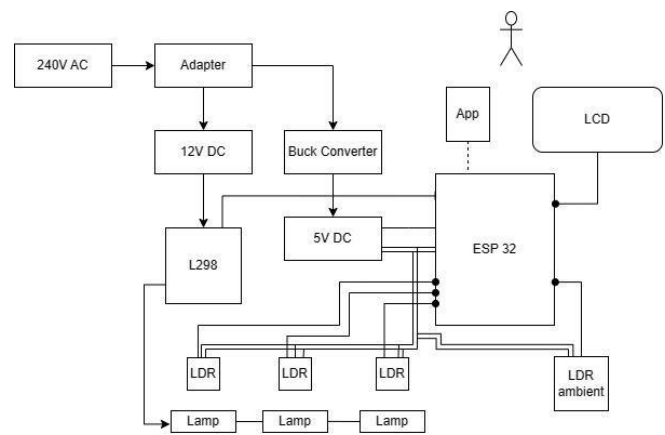 240V AC
Adapter
App
LCD
12V DC
Buck Converter
L298
5V DC
ESP 32
LDR
LDR
LDR
LDR
ambient
Lamp
Lamp
Lamp